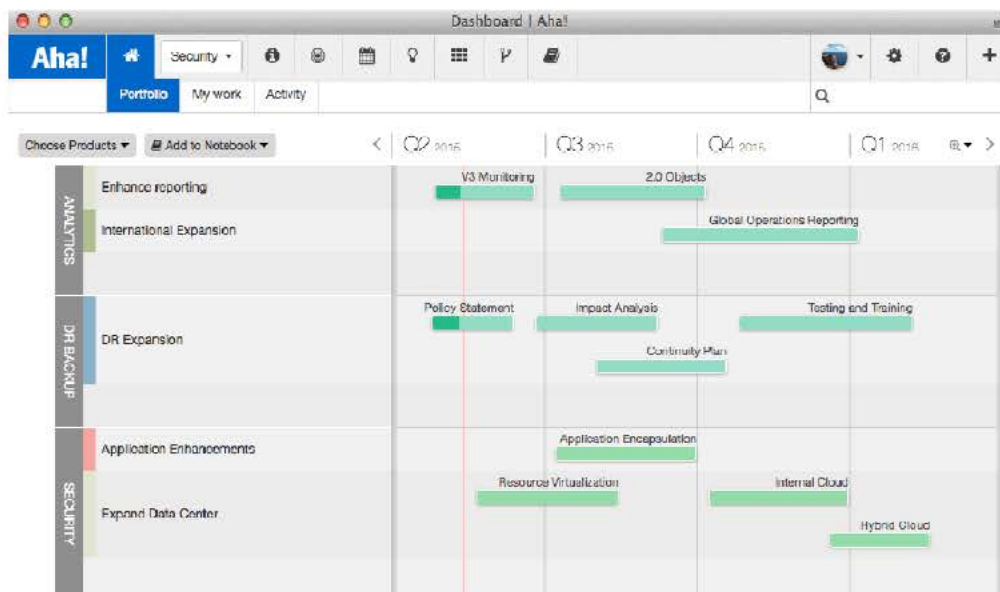 Dashboard | Aha!
Aha!
Security
Portfolio My work Activity
Choose Products Add to Notebook
Q2 2015 Q3 2015 Q4 2015 Q1 2016
ANALYTICS
Enhance reporting
V3 Monitoring
2.0 Objects
International Expansion
Global Operations Reporting
DR BACKUP
DR Expansion
Policy Statement
Impact Analysis
Testing and Training
Continuity Plan
SECURITY
Application Enhancements
Application Encapsulation
Expand Data Center
Resource Virtualization
Internal Cloud
Hybrid Cloud